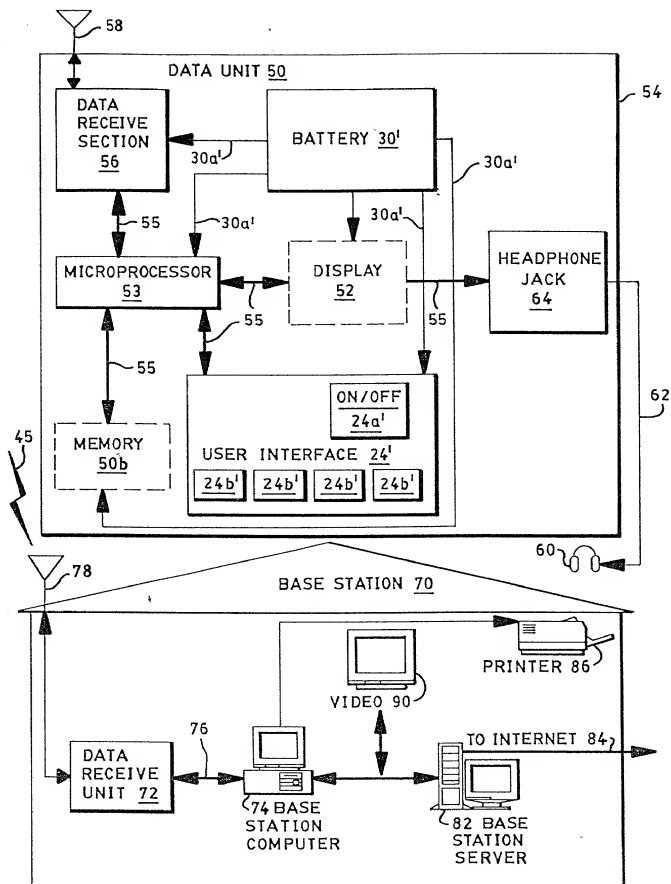 58
DATA UNIT 50
54
DATA
RECEIVE
SECTION
56
BATTERY 30'
30a'
30a'
30a'
30a'
55
MICROPROCESSOR
53
55
DISPLAY
52
55
HEADPHONE
JACK
64
55
55
ON/OFF
24a'
USER INTERFACE 24'
24b' 24b' 24b' 24b'
MEMORY
50b
62
45
78
60
BASE STATION 70
PRINTER 86
VIDEO 90
TO INTERNET 84
76
DATA
RECEIVE
UNIT 72
74 BASE
STATION
COMPUTER
82 BASE
STATION
SERVER